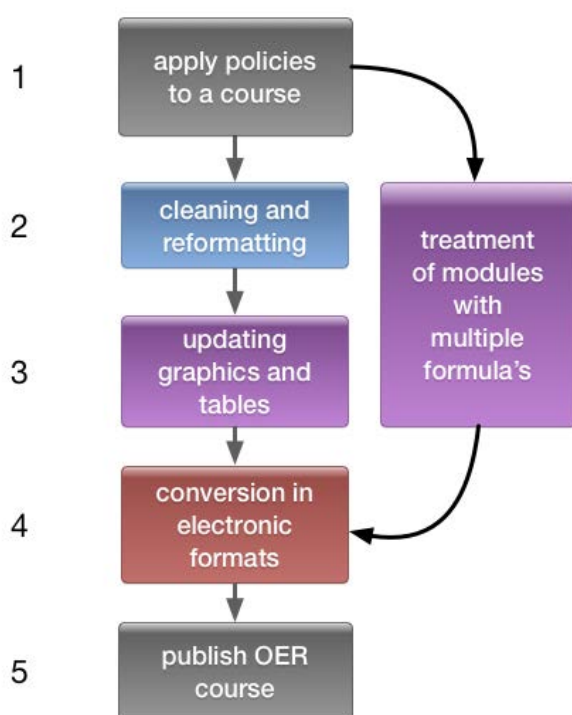 1
apply policies
to a course
2
cleaning and
reformatting
treatment
of modules
with
multiple
formula's
3
updating
graphics and
tables
4
conversion in
electronic
formats
5
publish OER
course